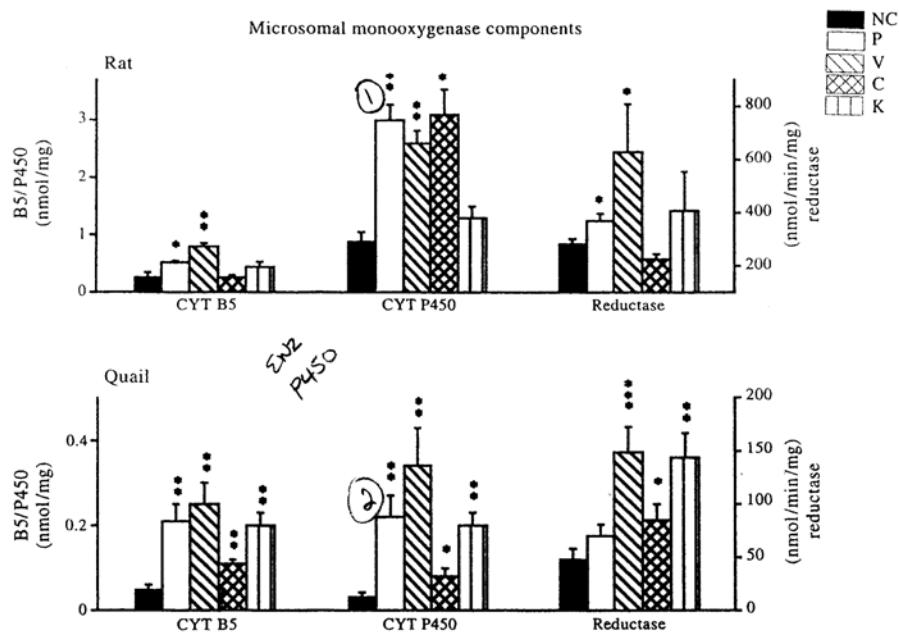 Microsomal monooxygenase components
NC
P
V
C
K
Rat
B5/P450
(nmol/mg)
3
2
1
0
1
**
**
*
*
**
*
*
800
600
400
200
(nmol/min/mg)
reductase
CYT B5
CYT P450
Reductase
EN2
P450
Quail
B5/P450
(nmol/mg)
0.4
0.2
0
2
**
**
**
**
**
**
*
**
***
*
**
200
150
100
50
0
(nmol/min/mg)
reductase
CYT B5
CYT P450
Reductase